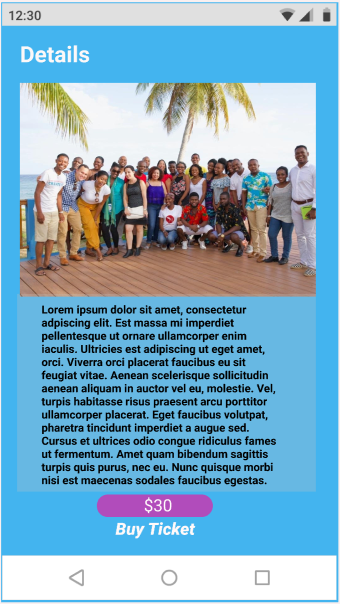 12:30
Details
Lorem ipsum dolor sit amet, consectetur
adipiscing elit. Est massa mi imperdiet
pellentesque ut ornare ullamcorper enim
iaculis. Ultricies est adipiscing ut eget amet,
orci. Viverra orci placerat faucibus eu sit
feugiat vitae. Aenean scelerisque sollicitudin
aenean aliquam in auctor vel eu, molestie. Vel,
turpis habitasse risus praesent arcu porttitor
ullamcorper placerat. Eget faucibus volutpat,
pharetra tincidunt imperdiet a augue sed.
Cursus et ultrices odio congue ridiculus fames
ut fermentum. Amet quam bibendum sagittis
turpis quis purus, nec eu. Nunc quisque morbi
nisi est maecenas sodales faucibus egestas.
$30
Buy Ticket